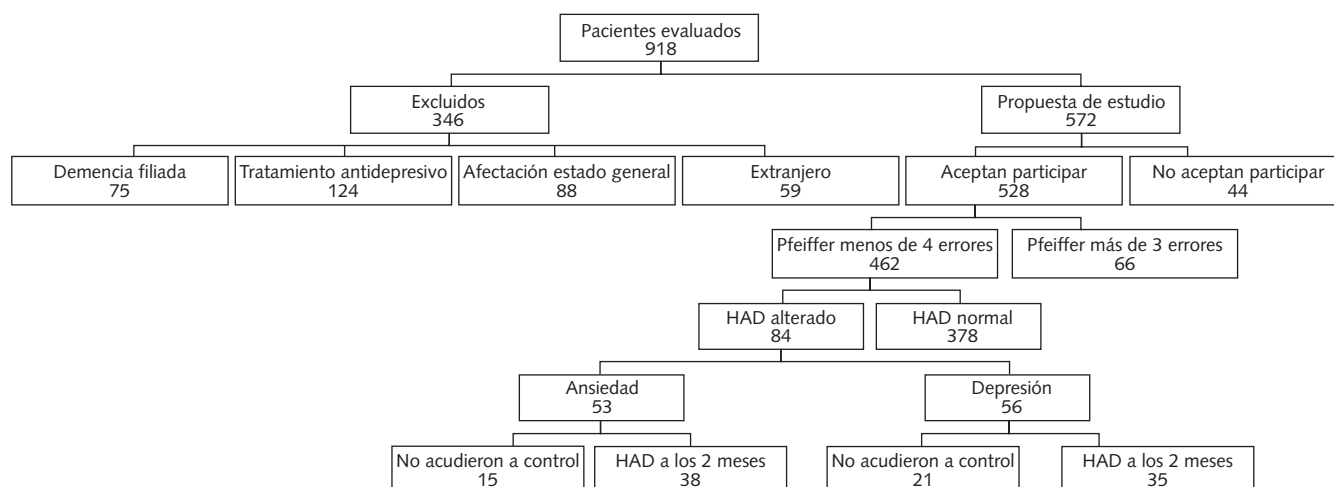 Pacientes evaluados
918
Excluidos
346
Propuesta de estudio
572
Demencia filiada
75
Tratamiento antidepresivo
124
Afectación estado general
88
Extranjero
59
Aceptan participar
528
No aceptan participar
44
Pfeiffer menos de 4 errores
462
Pfeiffer más de 3 errores
66
HAD alterado
84
HAD normal
378
Ansiedad
53
Depresión
56
No acudieron a control
15
HAD a los 2 meses
38
No acudieron a control
21
HAD a los 2 meses
35